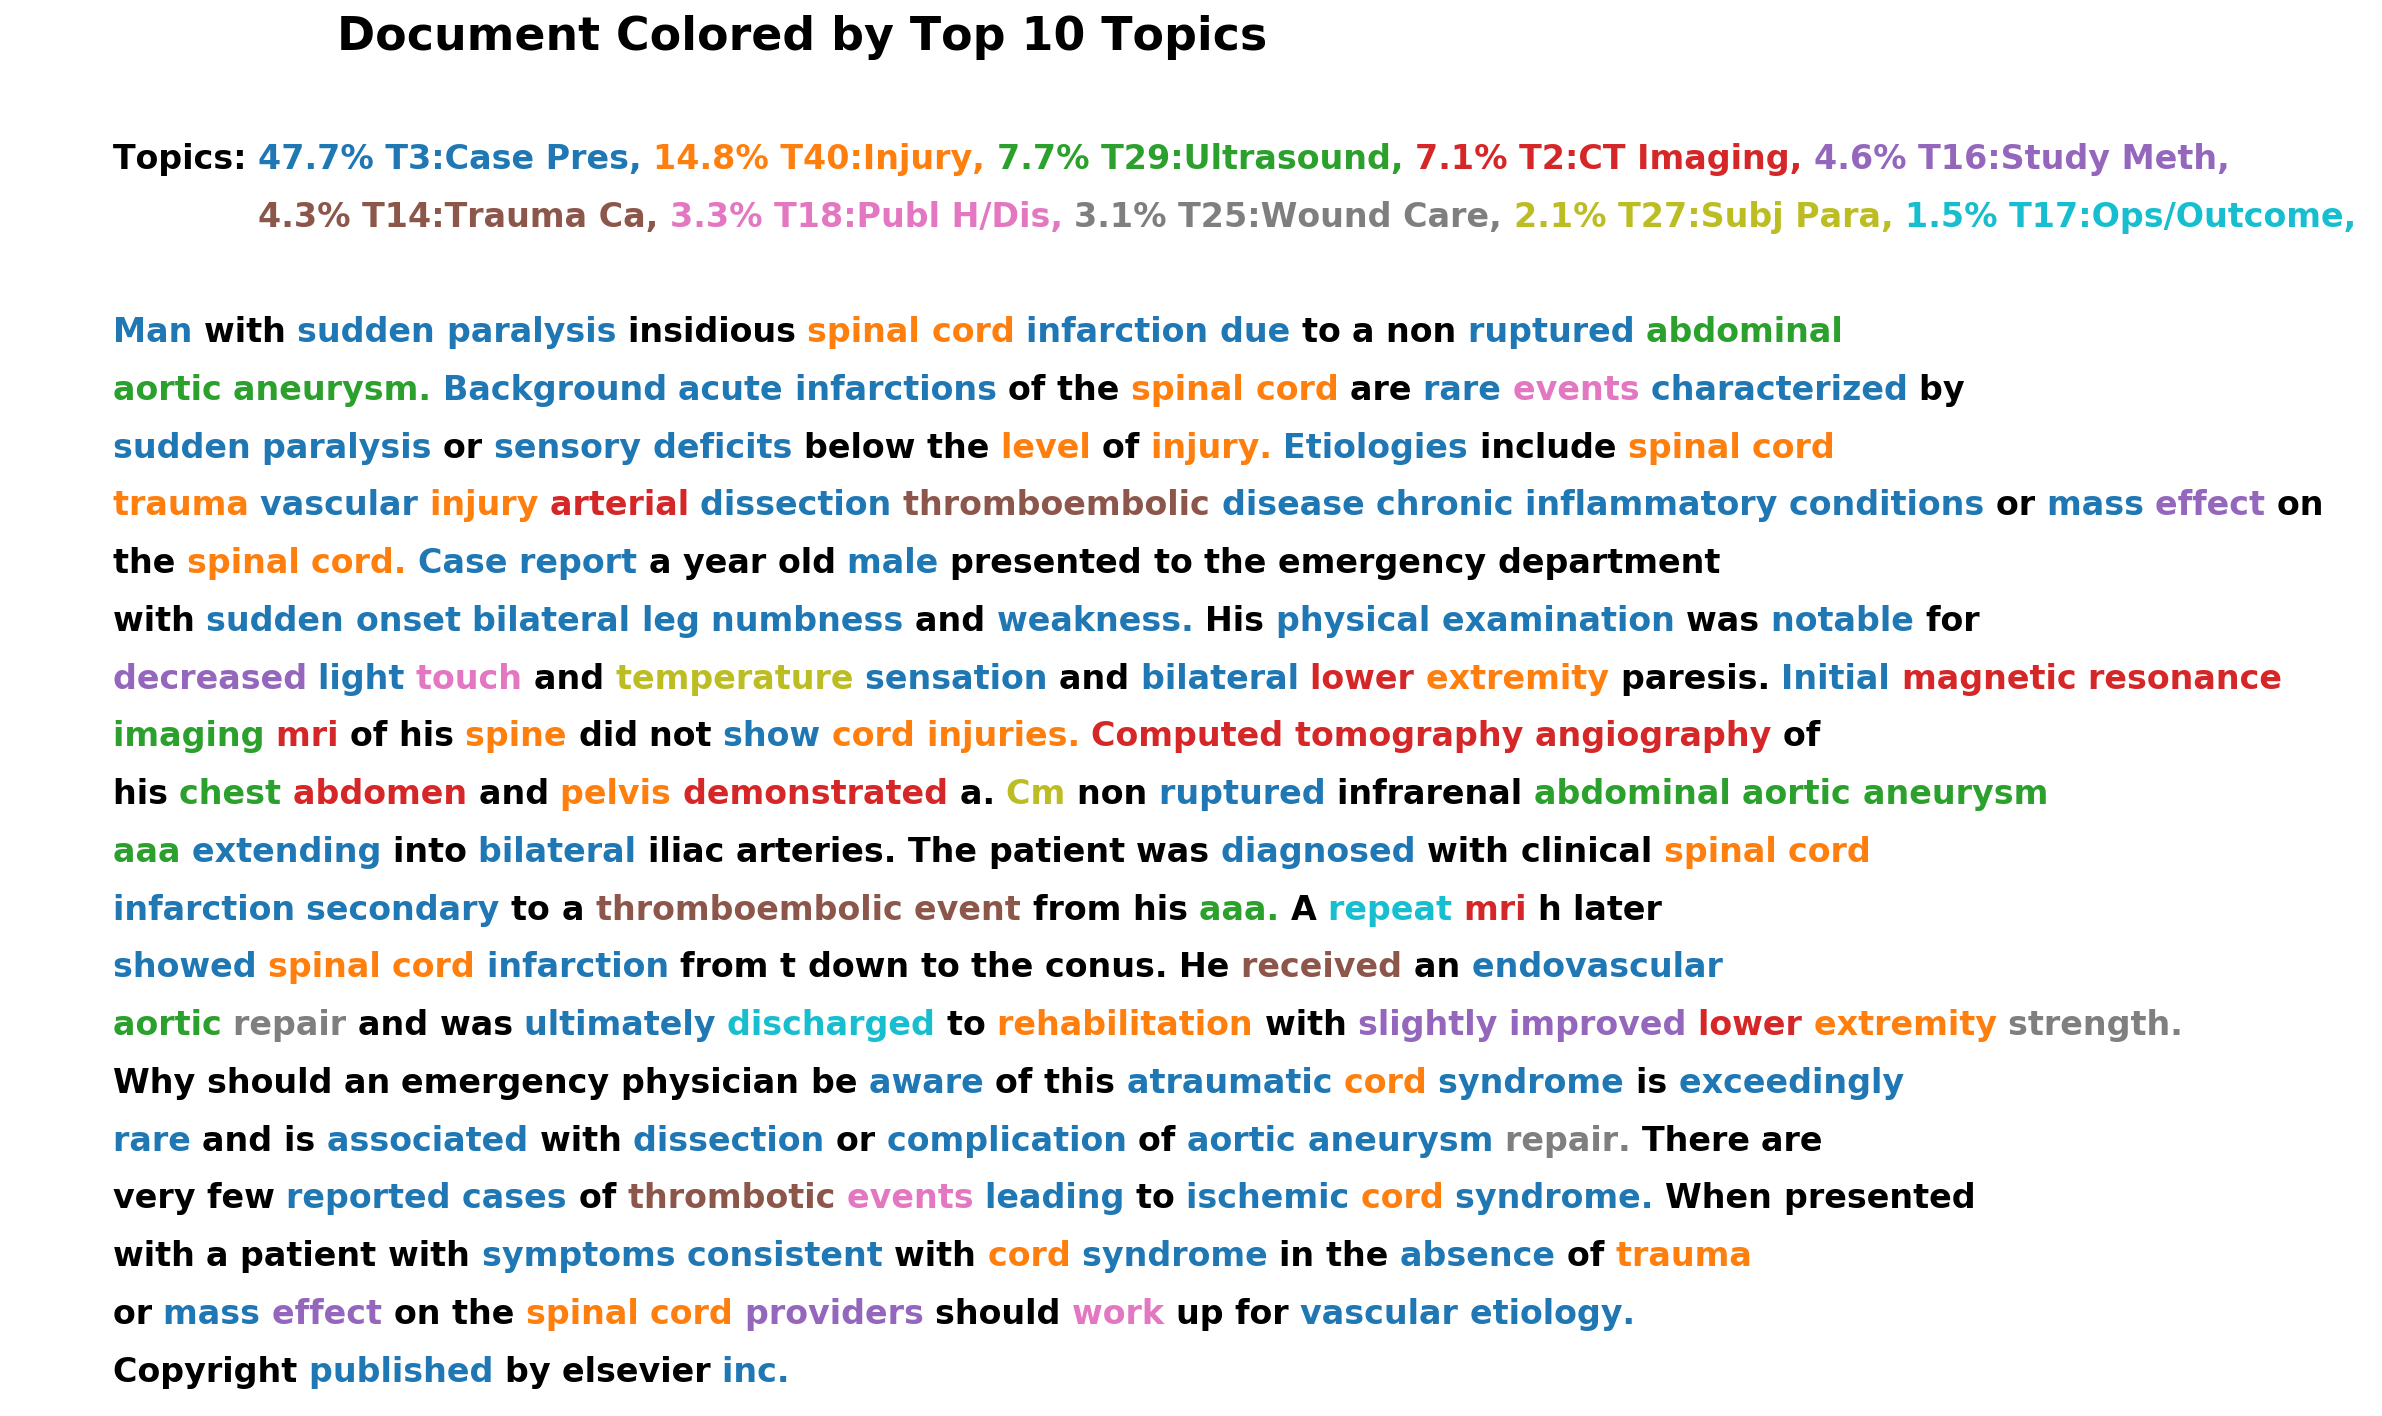 Document Colored by Top 10 Topics
Topics: 47.7% T3:Case Pres, 14.8% T40:Injury, 7.7% T29:Ultrasound, 7.1% T2:CT Imaging, 4.6% T16:Study Meth,
4.3% T14:Trauma Ca, 3.3% T18:Publ H/Dis, 3.1% T25:Wound Care, 2.1% T27:Subj Para, 1.5% T17:Ops/Outcome,
Man with sudden paralysis insidious spinal cord infarction due to a non ruptured abdominal
aortic aneurysm. Background acute infarctions of the spinal cord are rare events characterized by
sudden paralysis or sensory deficits below the level of injury. Etiologies include spinal cord
trauma vascular injury arterial dissection thromboembolic disease chronic inflammatory conditions or mass effect on
the spinal cord. Case report a year old male presented to the emergency department
with sudden onset bilateral leg numbness and weakness. His physical examination was notable for
decreased light touch and temperature sensation and bilateral lower extremity paresis. Initial magnetic resonance
imaging mri of his spine did not show cord injuries. Computed tomography angiography of
his chest abdomen and pelvis demonstrated a. Cm non ruptured infrarenal abdominal aortic aneurysm
aaa extending into bilateral iliac arteries. The patient was diagnosed with clinical spinal cord
infarction secondary to a thromboembolic event from his aaa. A repeat mri h later
showed spinal cord infarction from t down to the conus. He received an endovascular
aortic repair and was ultimately discharged to rehabilitation with slightly improved lower extremity strength.
Why should an emergency physician be aware of this atraumatic cord syndrome is exceedingly
rare and is associated with dissection or complication of aortic aneurysm repair. There are
very few reported cases of thrombotic events leading to ischemic cord syndrome. When presented
with a patient with symptoms consistent with cord syndrome in the absence of trauma
or mass effect on the spinal cord providers should work up for vascular etiology.
Copyright published by elsevier inc.